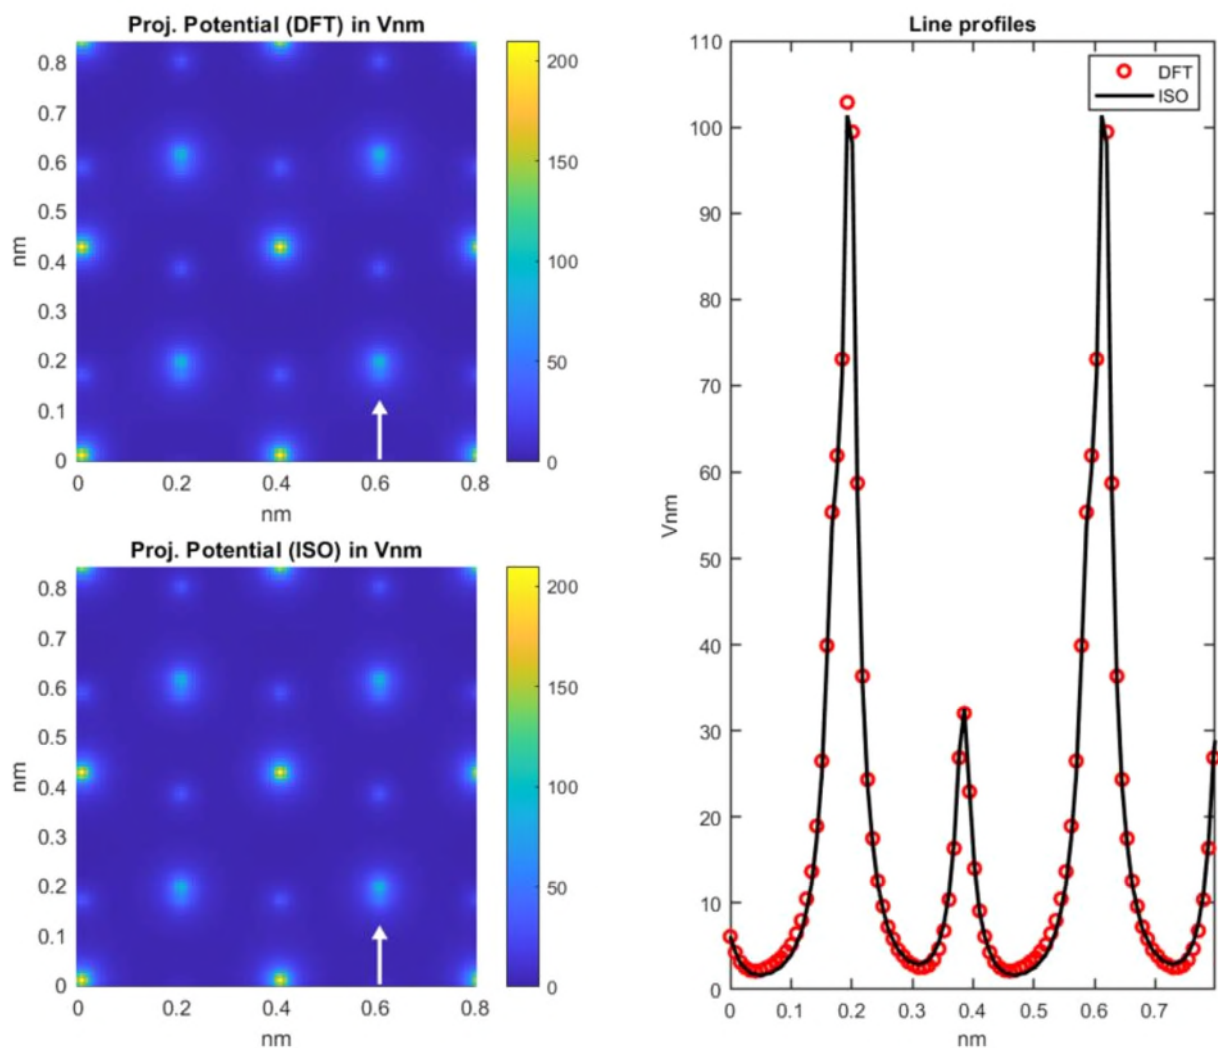 Proj. Potential (DFT) in Vnm
0.8
0.7
0.6
0.5
0.4
0.3
0.2
0.1
0
nm
0 0.2 0.4 0.6 0.8
nm
200
150
100
50
0
Proj. Potential (ISO) in Vnm
0.8
0.7
0.6
0.5
0.4
0.3
0.2
0.1
0
nm
0 0.2 0.4 0.6 0.8
nm
200
150
100
50
0
Line profiles
110
100
90
80
70
60
50
40
30
20
10
0
Vnm
DFT
ISO
0 0.1 0.2 0.3 0.4 0.5 0.6 0.7
nm